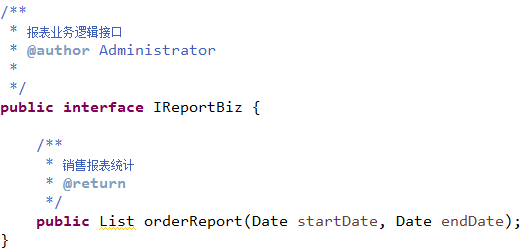 /**
 * 报表业务逻辑接口
 * @author Administrator
 *
 */
public interface IReportBiz {
    /**
     * 销售报表统计
     * @return
     */
    public List orderReport(Date startDate, Date endDate);
}